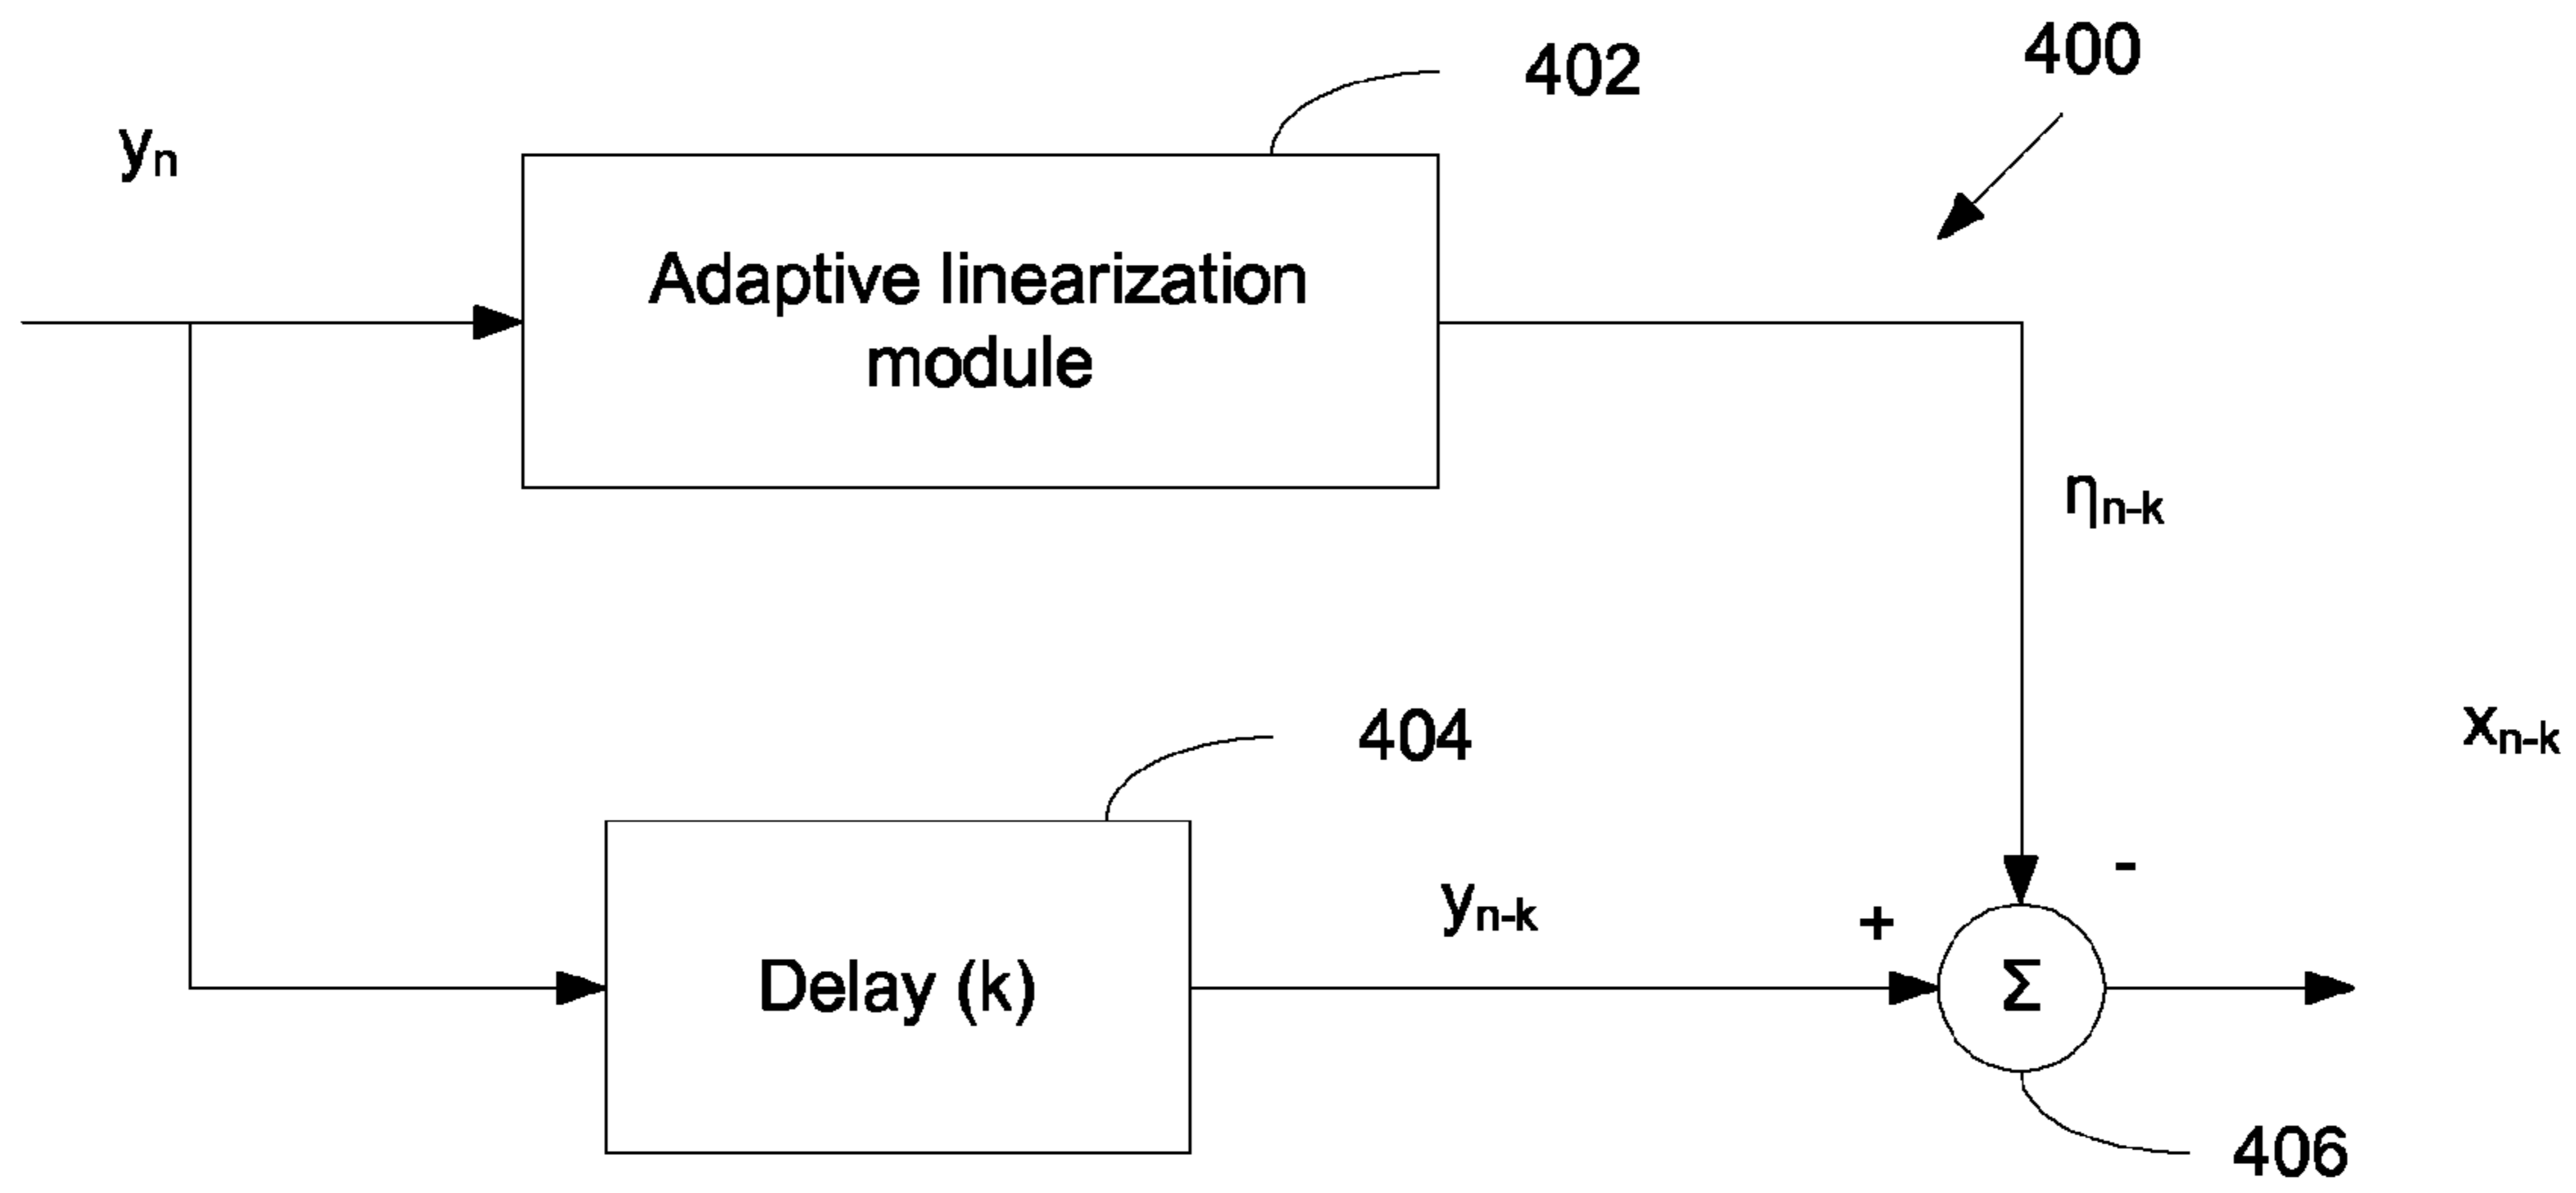 400
402
yₙ
Adaptive linearization
module
ηₙ₋ₖ
404
xₙ₋ₖ
yₙ₋ₖ
+
-
Delay (k)
Σ
406